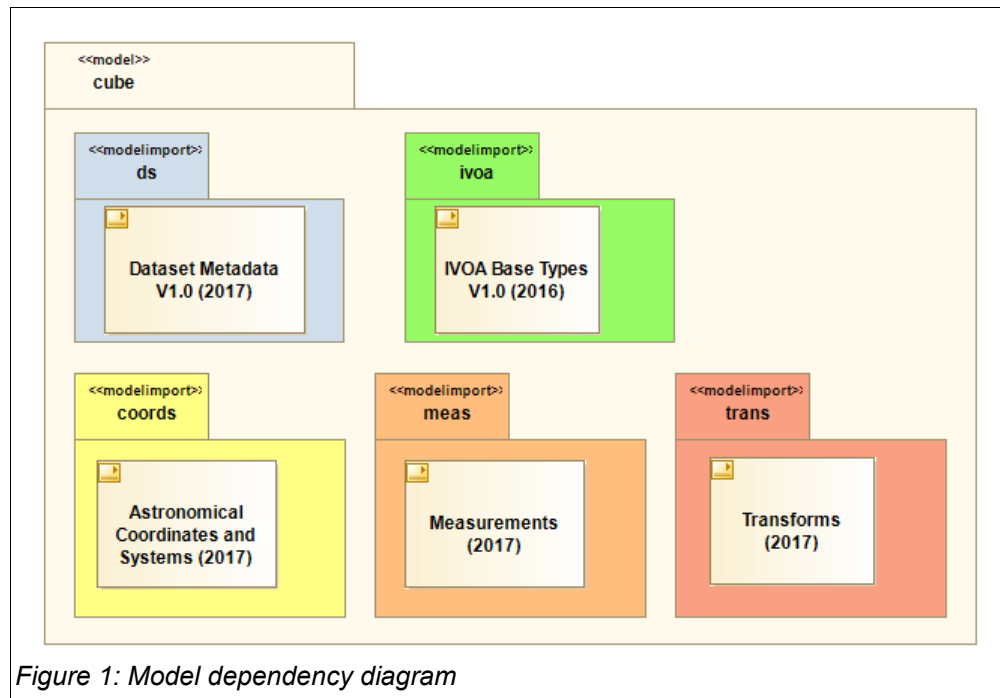 <<model>>
cube
<<modelimport>>
ds
Dataset Metadata
V1.0 (2017)
<<modelimport>>
ivoa
IVOA Base Types
V1.0 (2016)
<<modelimport>>
coords
Astronomical
Coordinates and
Systems (2017)
<<modelimport>>
meas
Measurements
(2017)
<<modelimport>>
trans
Transforms
(2017)
Figure 1: Model dependency diagram